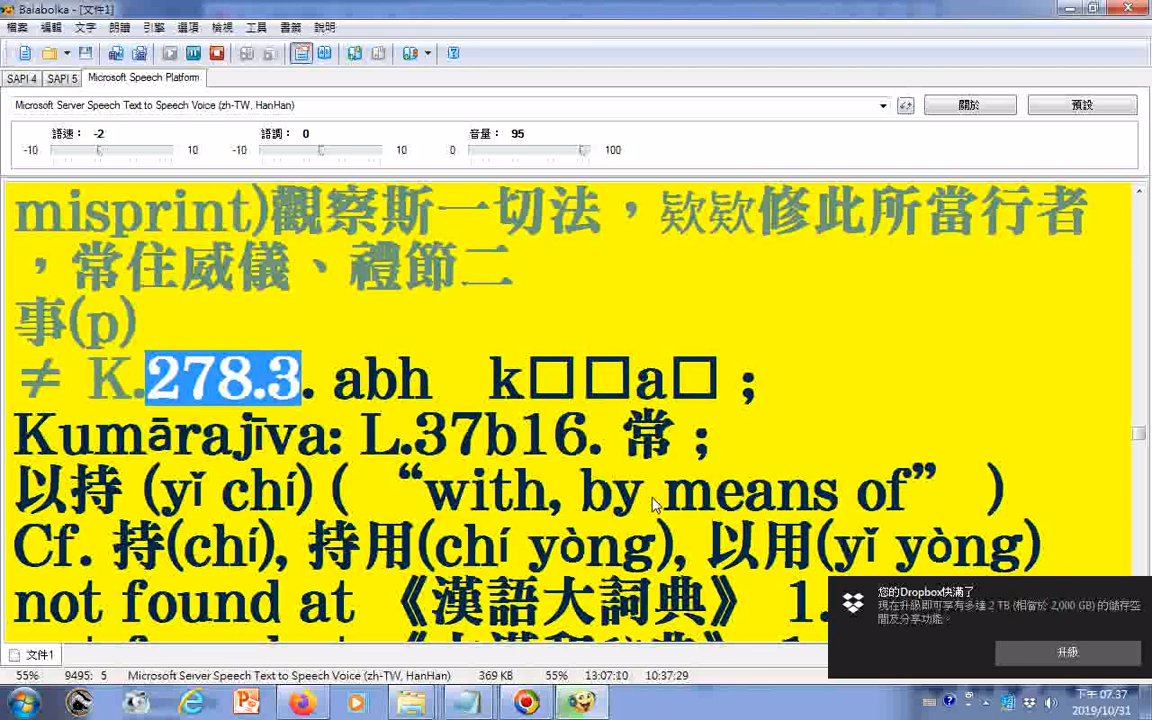 Balabolka - [文件1]
檔案 編輯 文字 朗讀 引擎 選項 檢視 工具 書籤 說明
SAPI 4 SAPI 5 Microsoft Speech Platform
Microsoft Server Speech Text to Speech Voice (zh-TW, HanHan) 關於 預設
語速： -2 語調： 0 音量： 95
-10 10 -10 10 0 100
misprint)觀察斯一切法，欵欵修此所當行者
，常住威儀、禮節二
事(p)
≠ K.278.3. abh k□□a□；
Kumārajīva: L.37b16. 常；
以持 (yǐ chí) ( “with, by means of” )
Cf. 持(chí), 持用(chí yòng), 以用(yǐ yòng)
not found at 《漢語大詞典》 1.
您的Dropbox快滿了
現在升級即可享有多達 2 TB (相當於 2,000 GB) 的儲存空
間及分享功能。
升級
文件1
55% 9495: 5 Microsoft Server Speech Text to Speech Voice (zh-TW, HanHan) 369 KB 55% 13:07:10 10:37:29
下午 07:37
2019/10/31